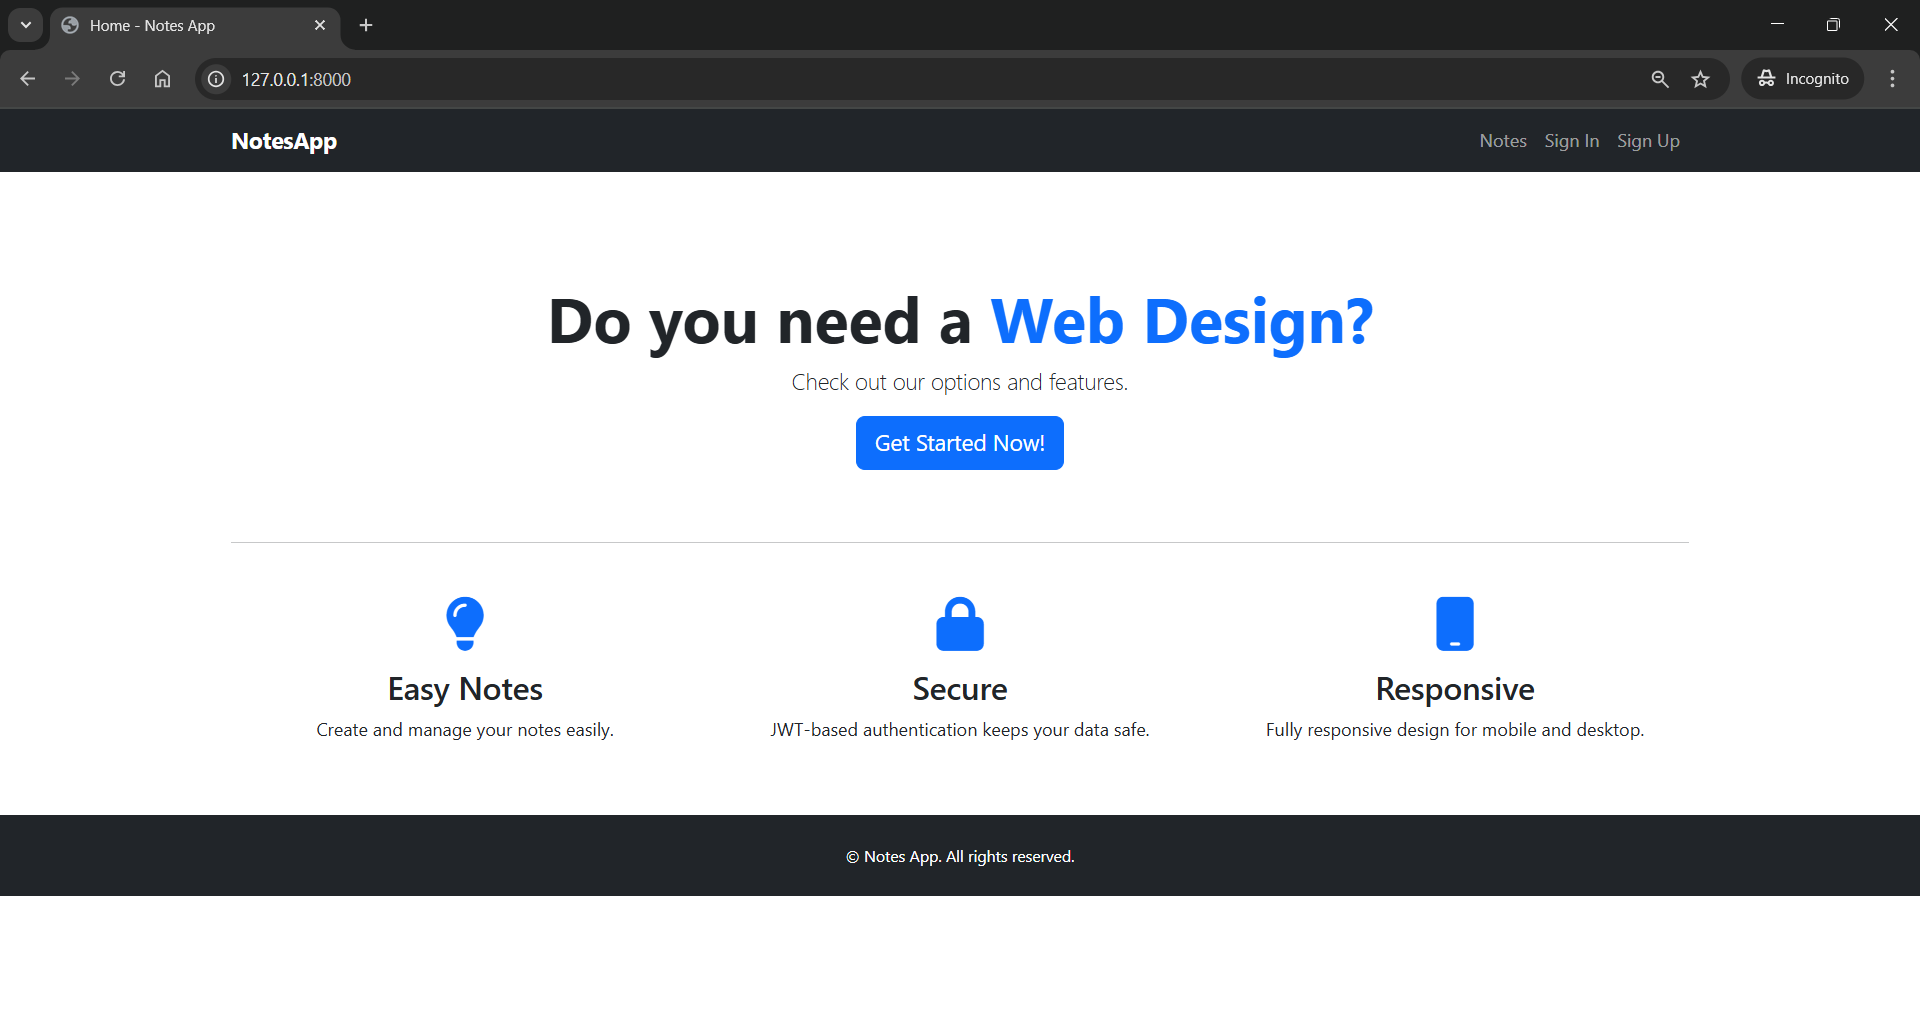 Home - Notes App
127.0.0.1:8000
Incognito
NotesApp
Notes Sign In Sign Up
Do you need a Web Design?
Check out our options and features.
Get Started Now!
Easy Notes
Create and manage your notes easily.
Secure
JWT-based authentication keeps your data safe.
Responsive
Fully responsive design for mobile and desktop.
© Notes App. All rights reserved.